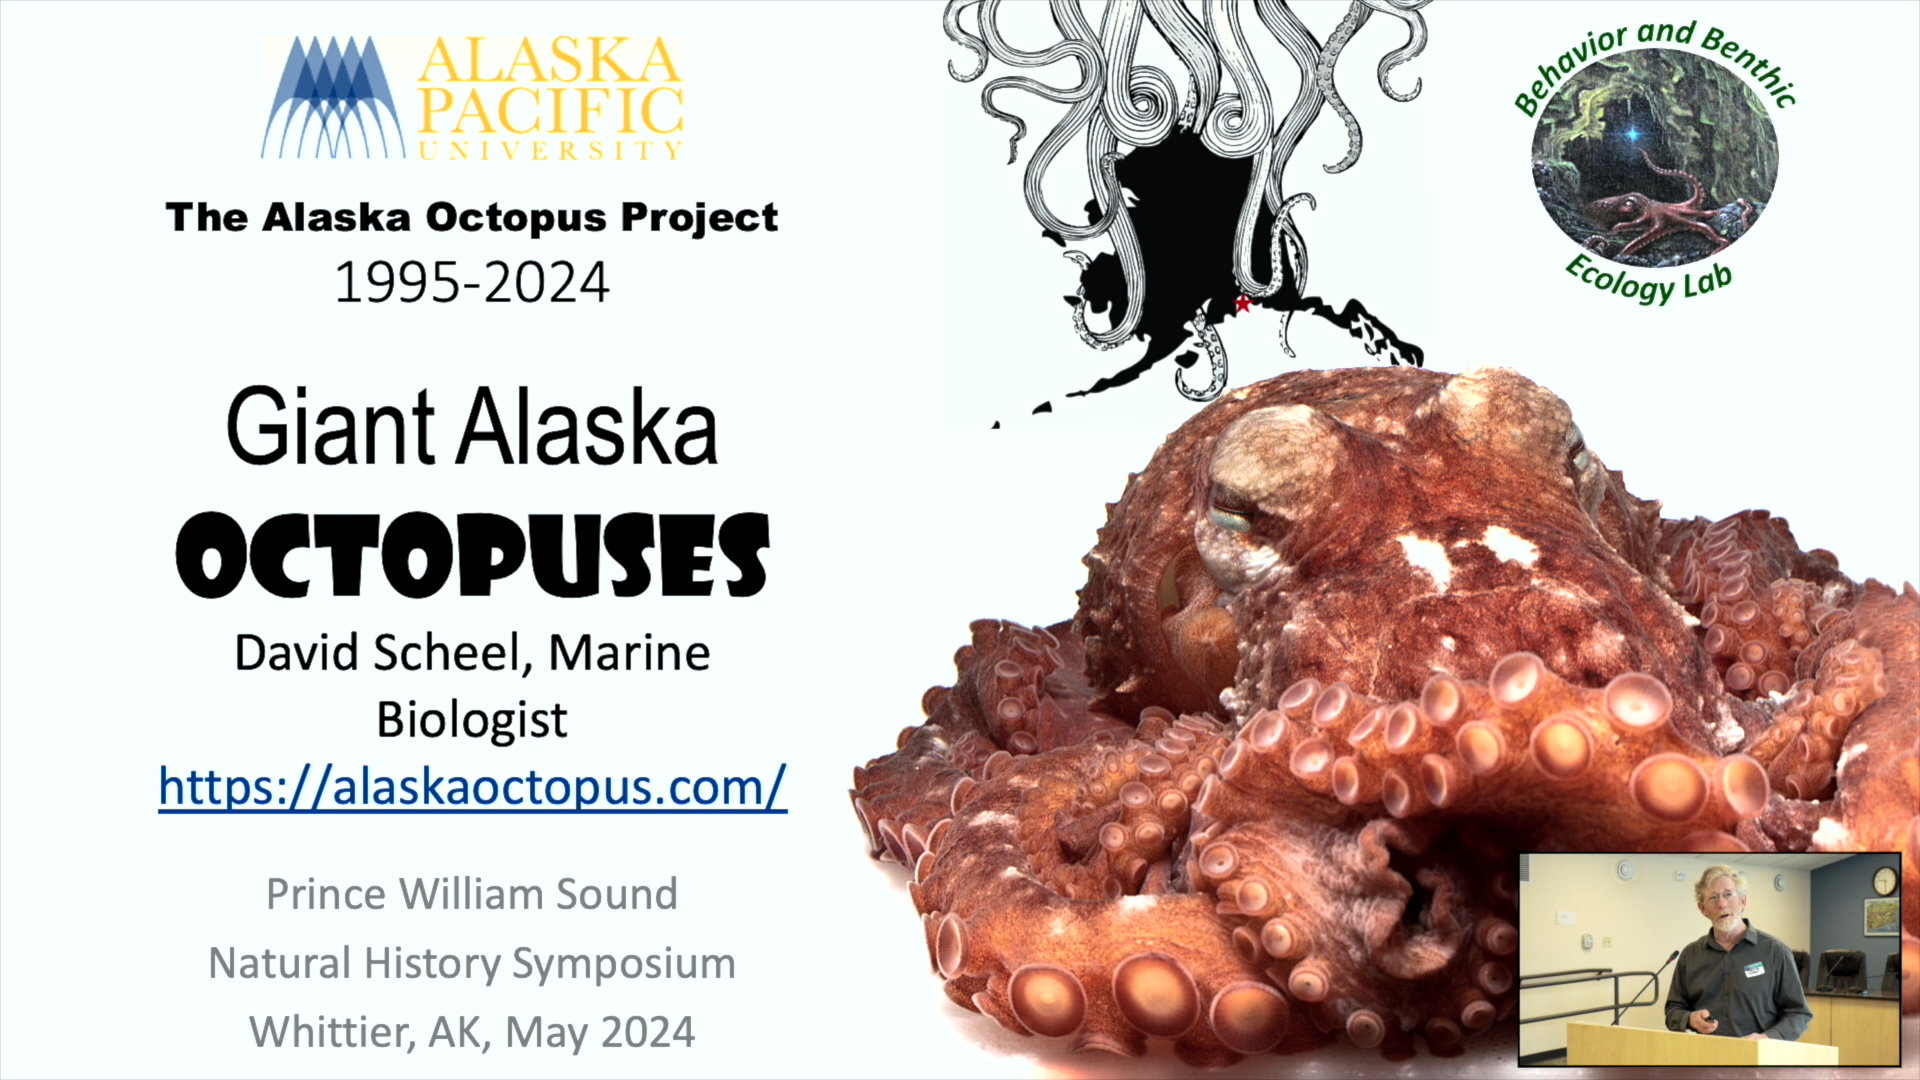 ALASKA
PACIFIC
UNIVERSITY
The Alaska Octopus Project
1995-2024
Giant Alaska
OCTOPUSES
David Scheel, Marine
Biologist
https://alaskaoctopus.com/
Prince William Sound
Natural History Symposium
Whittier, AK, May 2024
Behavior and Benthic
Ecology Lab